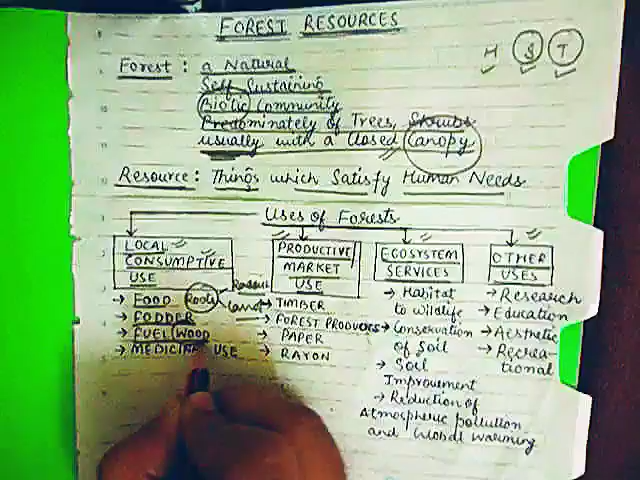 FOREST RESOURCES
H S T
Forest : a Natural
Self Sustaining
Biotic Community
Predominately of Trees, Shrubs
usually with a closed Canopy
Resource : Things which Satisfy Human Needs
Uses of Forests
LOCAL
CONSUMPTIVE
USE
→ FOOD Roots
→ FODDER
→ FUEL WOOD
→ MEDICINAL USE
PRODUCTIVE
MARKET
USE
→ TIMBER
→ FOREST PRODUCES
→ PAPER
→ RAYON
ECOSYSTEM
SERVICES
→ Habitat
to wildlife
→ Conservation
of Soil
→ Soil
Improvement
→ Reduction of
Atmospheric pollution
and Global Warming
OTHER
USES
→ Research
→ Education
→ Aesthetic
→ Recrea-
tional